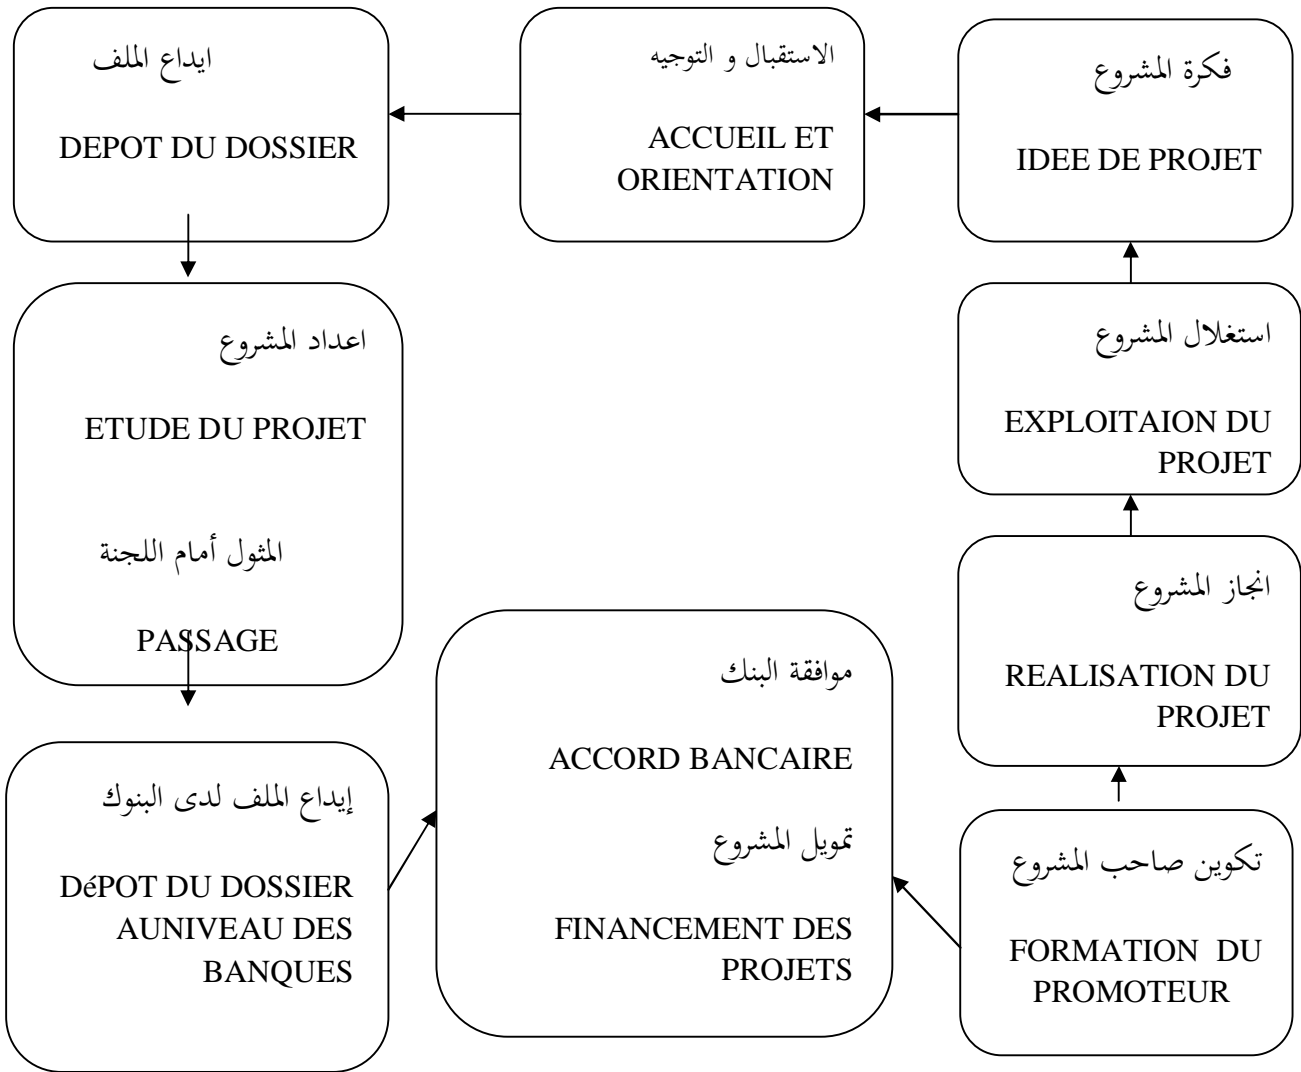 فكرة المشروع
IDEE DE PROJET
الاستقبال و التوجيه
ACCUEIL ET
ORIENTATION
ايداع الملف
DEPOT DU DOSSIER
اعداد المشروع
ETUDE DU PROJET
المثول أمام اللجنة
PASSAGE
إيداع الملف لدى البنوك
DéPOT DU DOSSIER
AUNIVEAU DES
BANQUES
موافقة البنك
ACCORD BANCAIRE
تمويل المشروع
FINANCEMENT DES
PROJETS
تكوين صاحب المشروع
FORMATION DU
PROMOTEUR
انجاز المشروع
REALISATION DU
PROJET
استغلال المشروع
EXPLOITAION DU
PROJET